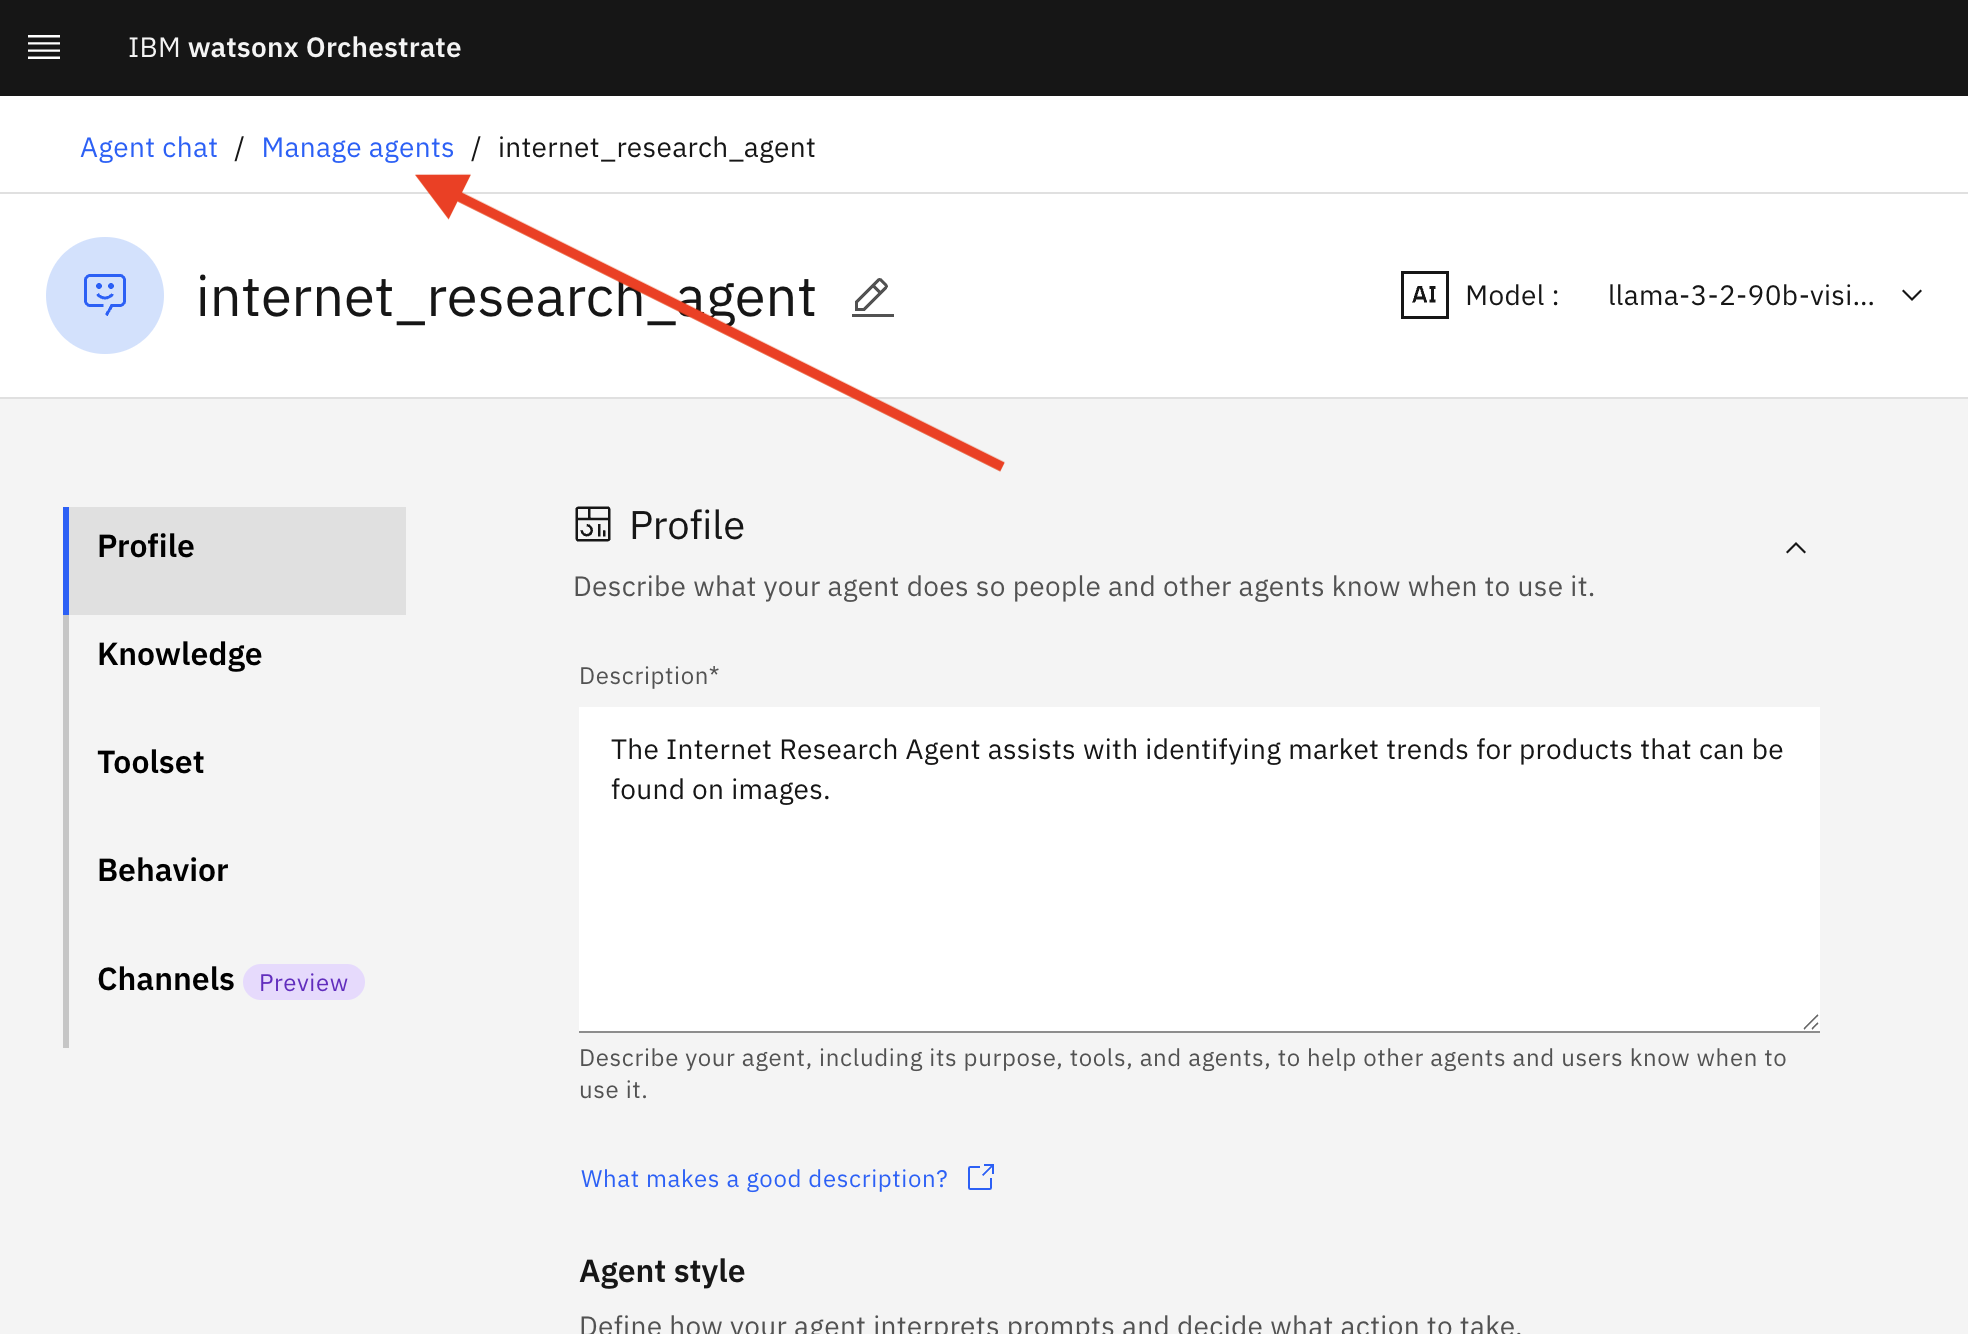 IBM watsonx Orchestrate
Agent chat / Manage agents / internet_research_agent
internet_research_agent
AI Model : llama-3-2-90b-visi...
Profile
Knowledge
Toolset
Behavior
Channels Preview
Profile
Describe what your agent does so people and other agents know when to use it.
Description*
The Internet Research Agent assists with identifying market trends for products that can be
found on images.
Describe your agent, including its purpose, tools, and agents, to help other agents and users know when to
use it.
What makes a good description?
Agent style
Define how your agent interprets prompts and decide what action to take.